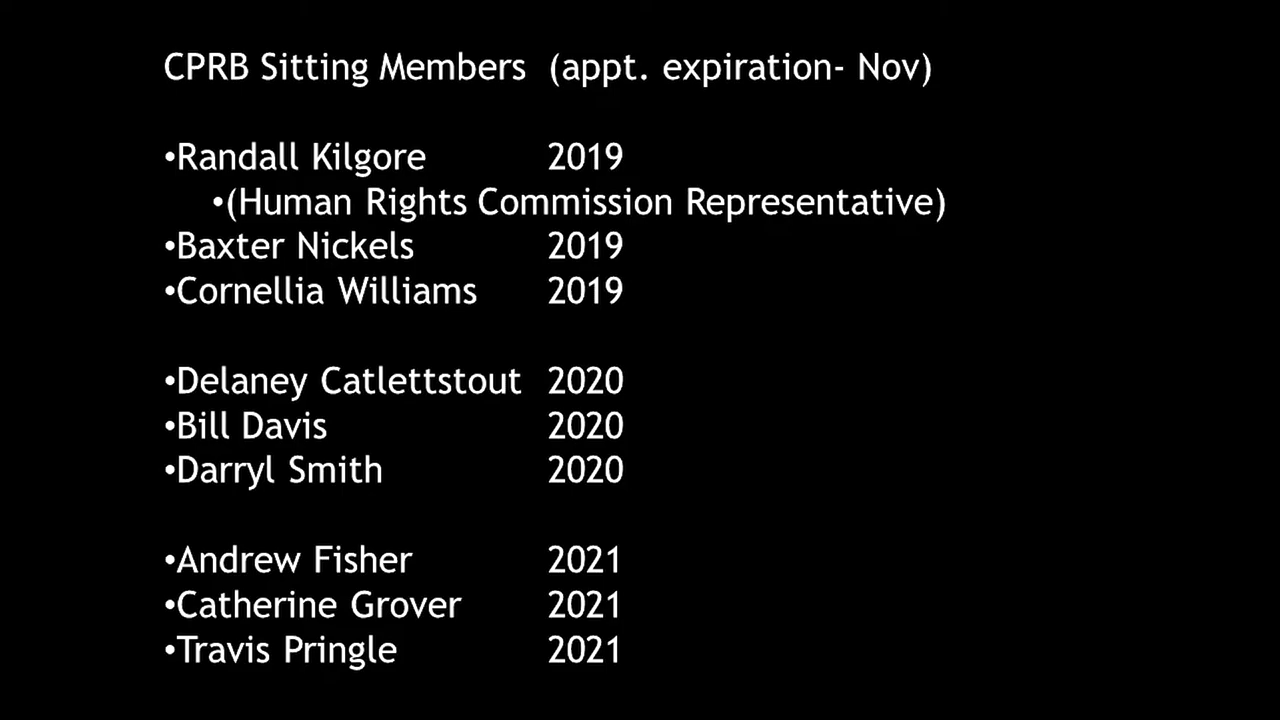 CPRB Sitting Members (appt. expiration- Nov)
•Randall Kilgore 2019
•(Human Rights Commission Representative)
•Baxter Nickels 2019
•Cornellia Williams 2019
•Delaney Catlettstout 2020
•Bill Davis 2020
•Darryl Smith 2020
•Andrew Fisher 2021
•Catherine Grover 2021
•Travis Pringle 2021